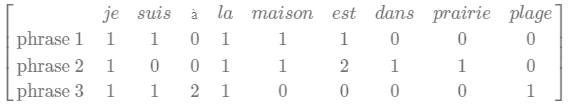 je suis à la maison est dans prairie plage
phrase 1 1 1 0 1 1 1 0 0 0
phrase 2 1 0 0 1 1 2 1 1 0
phrase 3 1 1 2 1 0 0 0 0 1